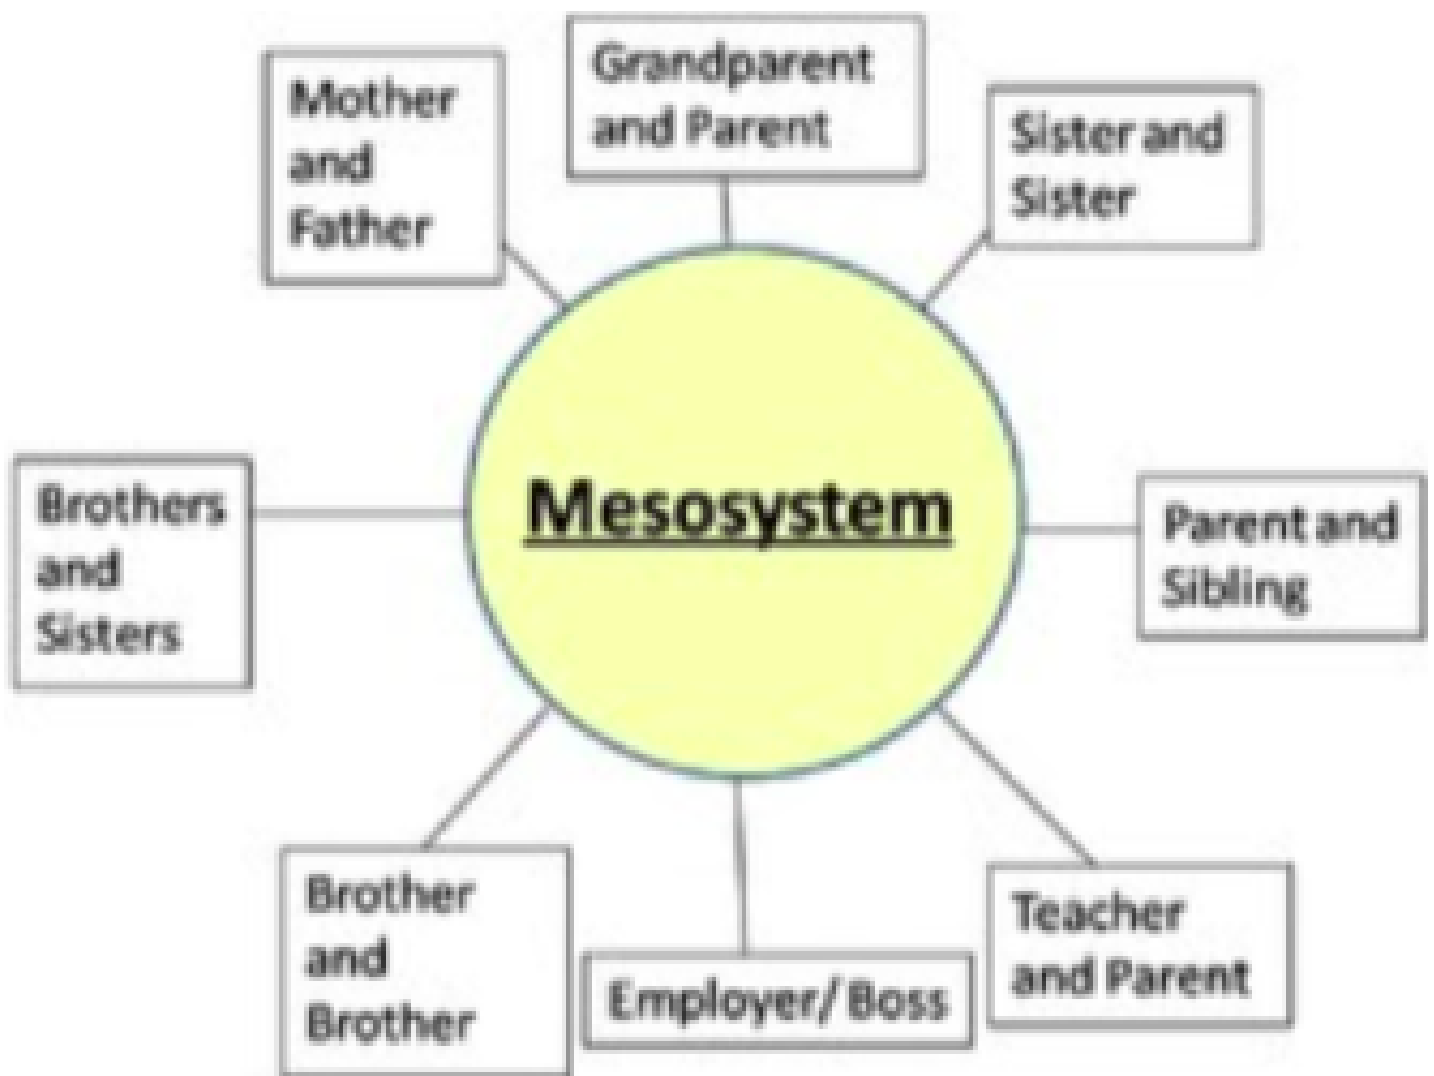 Mother
and
Father
Grandparent
and Parent
Sister and
Sister
Brothers
and
Sisters
Mesosystem
Parent and
Sibling
Brother
and
Brother
Employer/ Boss
Teacher
and Parent